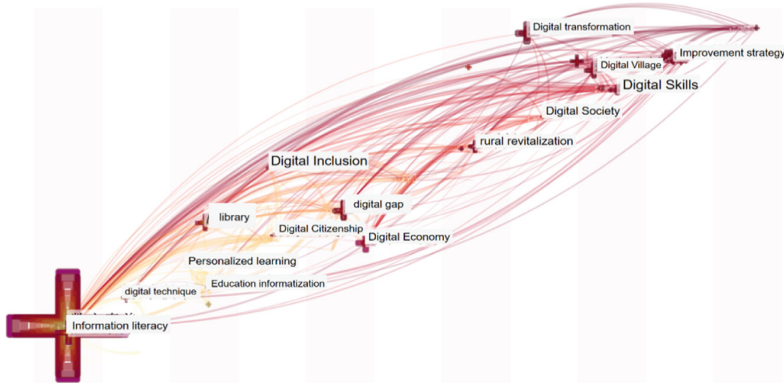 Digital transformation
Improvement strategy
Digital Village
Digital Skills
Digital Society
rural revitalization
Digital Inclusion
digital gap
library
Digital Citizenship
Digital Economy
Personalized learning
Education informatization
digital technique
Information literacy